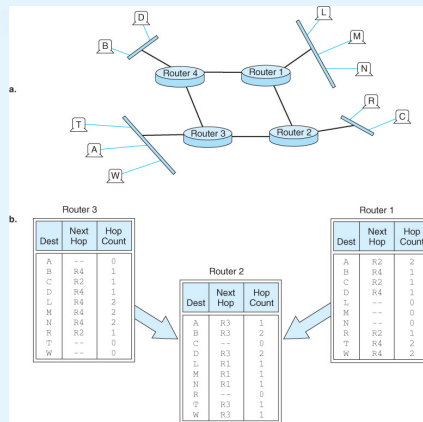 a.
D
B
L
M
N
Router 4
Router 1
R
C
T
A
W
Router 3
Router 2
b.
Router 3
Dest Next Hop Hop Count
A -- 0
B R4 1
C R2 1
D R4 1
L R4 2
M R4 2
N R4 2
R R2 1
T -- 0
W -- 0
Router 2
Dest Next Hop Hop Count
A R3 1
B R3 2
C -- 0
D R3 2
L R1 1
M R1 1
N R1 1
R -- 0
T R3 1
W R3 1
Router 1
Dest Next Hop Hop Count
A R2 2
B R4 1
C R2 1
D R4 1
L -- 0
M -- 0
N -- 0
R R2 1
T R4 2
W R4 2